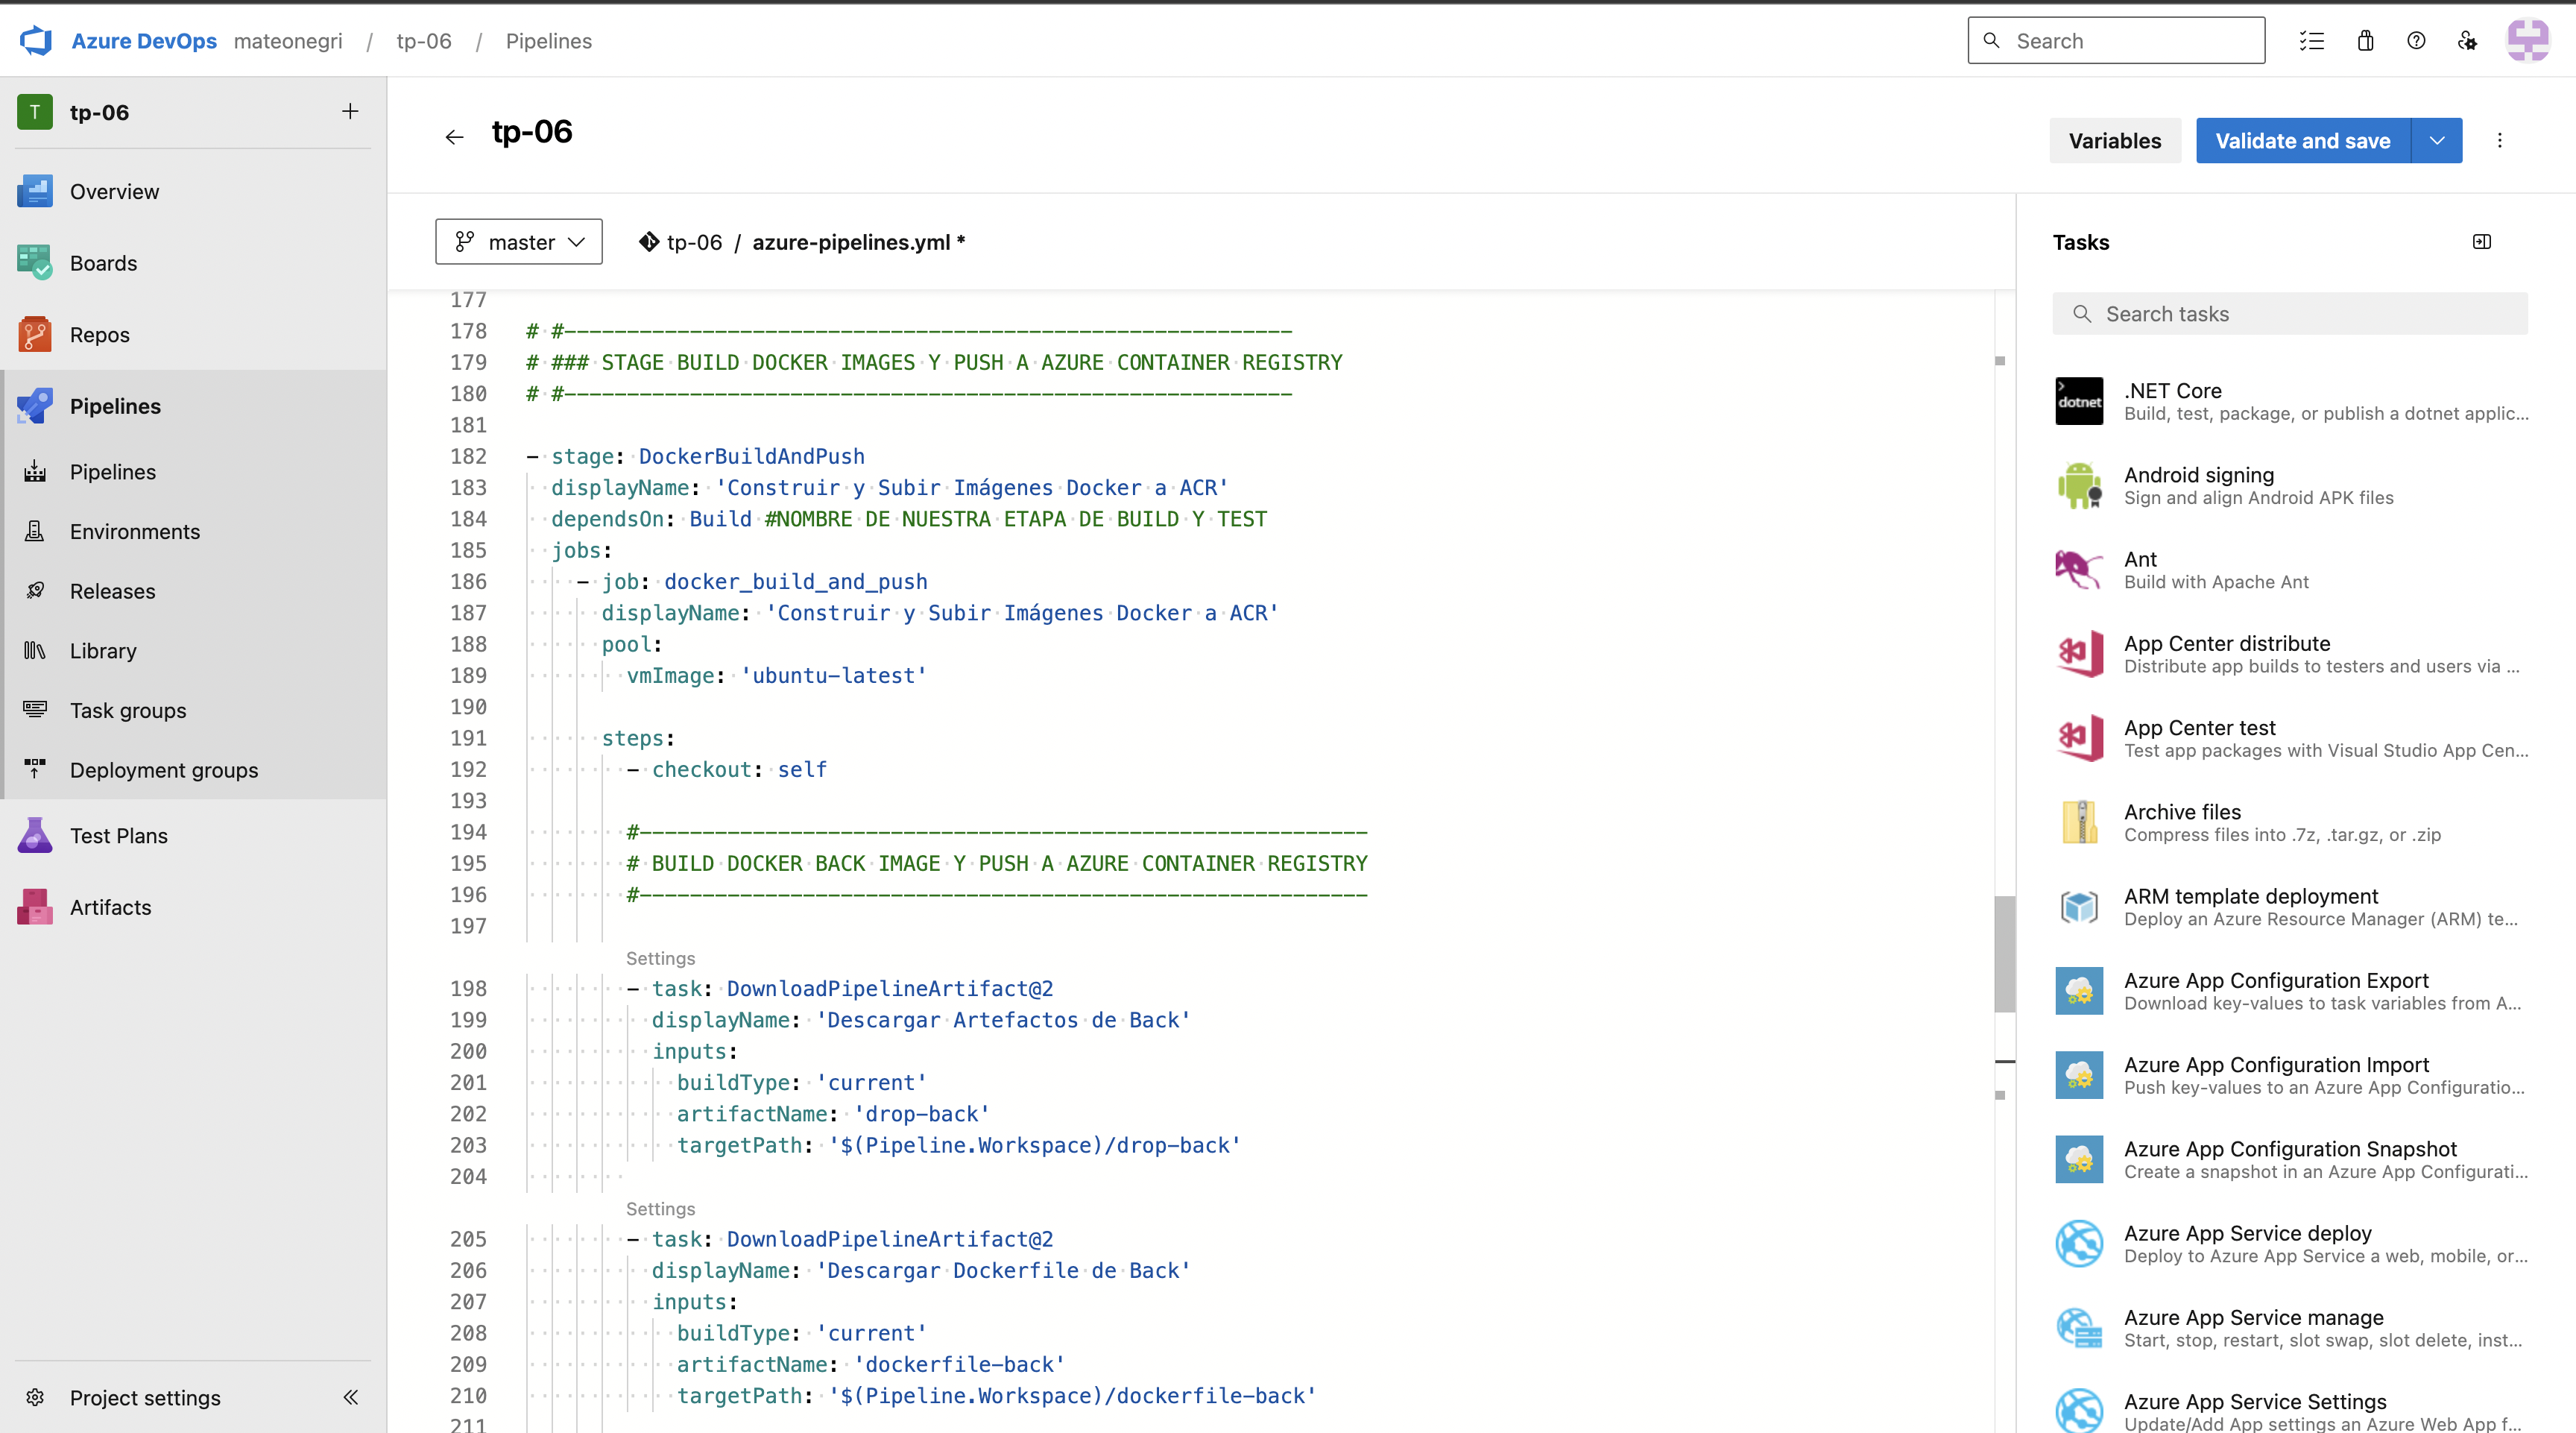 Azure DevOps mateonegri / tp-06 / Pipelines
Search
T tp-06
Overview
Boards
Repos
Pipelines
Pipelines
Environments
Releases
Library
Task groups
Deployment groups
Test Plans
Artifacts
Project settings
tp-06
Variables
Validate and save
master
tp-06 / azure-pipelines.yml *
177
178 # #----------------------------------------------------------
179 # ### STAGE BUILD DOCKER IMAGES Y PUSH A AZURE CONTAINER REGISTRY
180 # #----------------------------------------------------------
181
182 - stage: DockerBuildAndPush
183 displayName: 'Construir y Subir Imágenes Docker a ACR'
184 dependsOn: Build #NOMBRE DE NUESTRA ETAPA DE BUILD Y TEST
185 jobs:
186 - job: docker_build_and_push
187 displayName: 'Construir y Subir Imágenes Docker a ACR'
188 pool:
189 vmImage: 'ubuntu-latest'
190
191 steps:
192 - checkout: self
193
194 #----------------------------------------------------------
195 # BUILD DOCKER BACK IMAGE Y PUSH A AZURE CONTAINER REGISTRY
196 #----------------------------------------------------------
197
Settings
198 - task: DownloadPipelineArtifact@2
199 displayName: 'Descargar Artefactos de Back'
200 inputs:
201 buildType: 'current'
202 artifactName: 'drop-back'
203 targetPath: '$(Pipeline.Workspace)/drop-back'
204
Settings
205 - task: DownloadPipelineArtifact@2
206 displayName: 'Descargar Dockerfile de Back'
207 inputs:
208 buildType: 'current'
209 artifactName: 'dockerfile-back'
210 targetPath: '$(Pipeline.Workspace)/dockerfile-back'
211
Tasks
Search tasks
dotnet
.NET Core
Build, test, package, or publish a dotnet applic...
Android signing
Sign and align Android APK files
Ant
Build with Apache Ant
App Center distribute
Distribute app builds to testers and users via ...
App Center test
Test app packages with Visual Studio App Cen...
Archive files
Compress files into .7z, .tar.gz, or .zip
ARM template deployment
Deploy an Azure Resource Manager (ARM) te...
Azure App Configuration Export
Download key-values to task variables from A...
Azure App Configuration Import
Push key-values to an Azure App Configuratio...
Azure App Configuration Snapshot
Create a snapshot in an Azure App Configurati...
Azure App Service deploy
Deploy to Azure App Service a web, mobile, or...
Azure App Service manage
Start, stop, restart, slot swap, slot delete, inst...
Azure App Service Settings
Update/Add App settings an Azure Web App f...